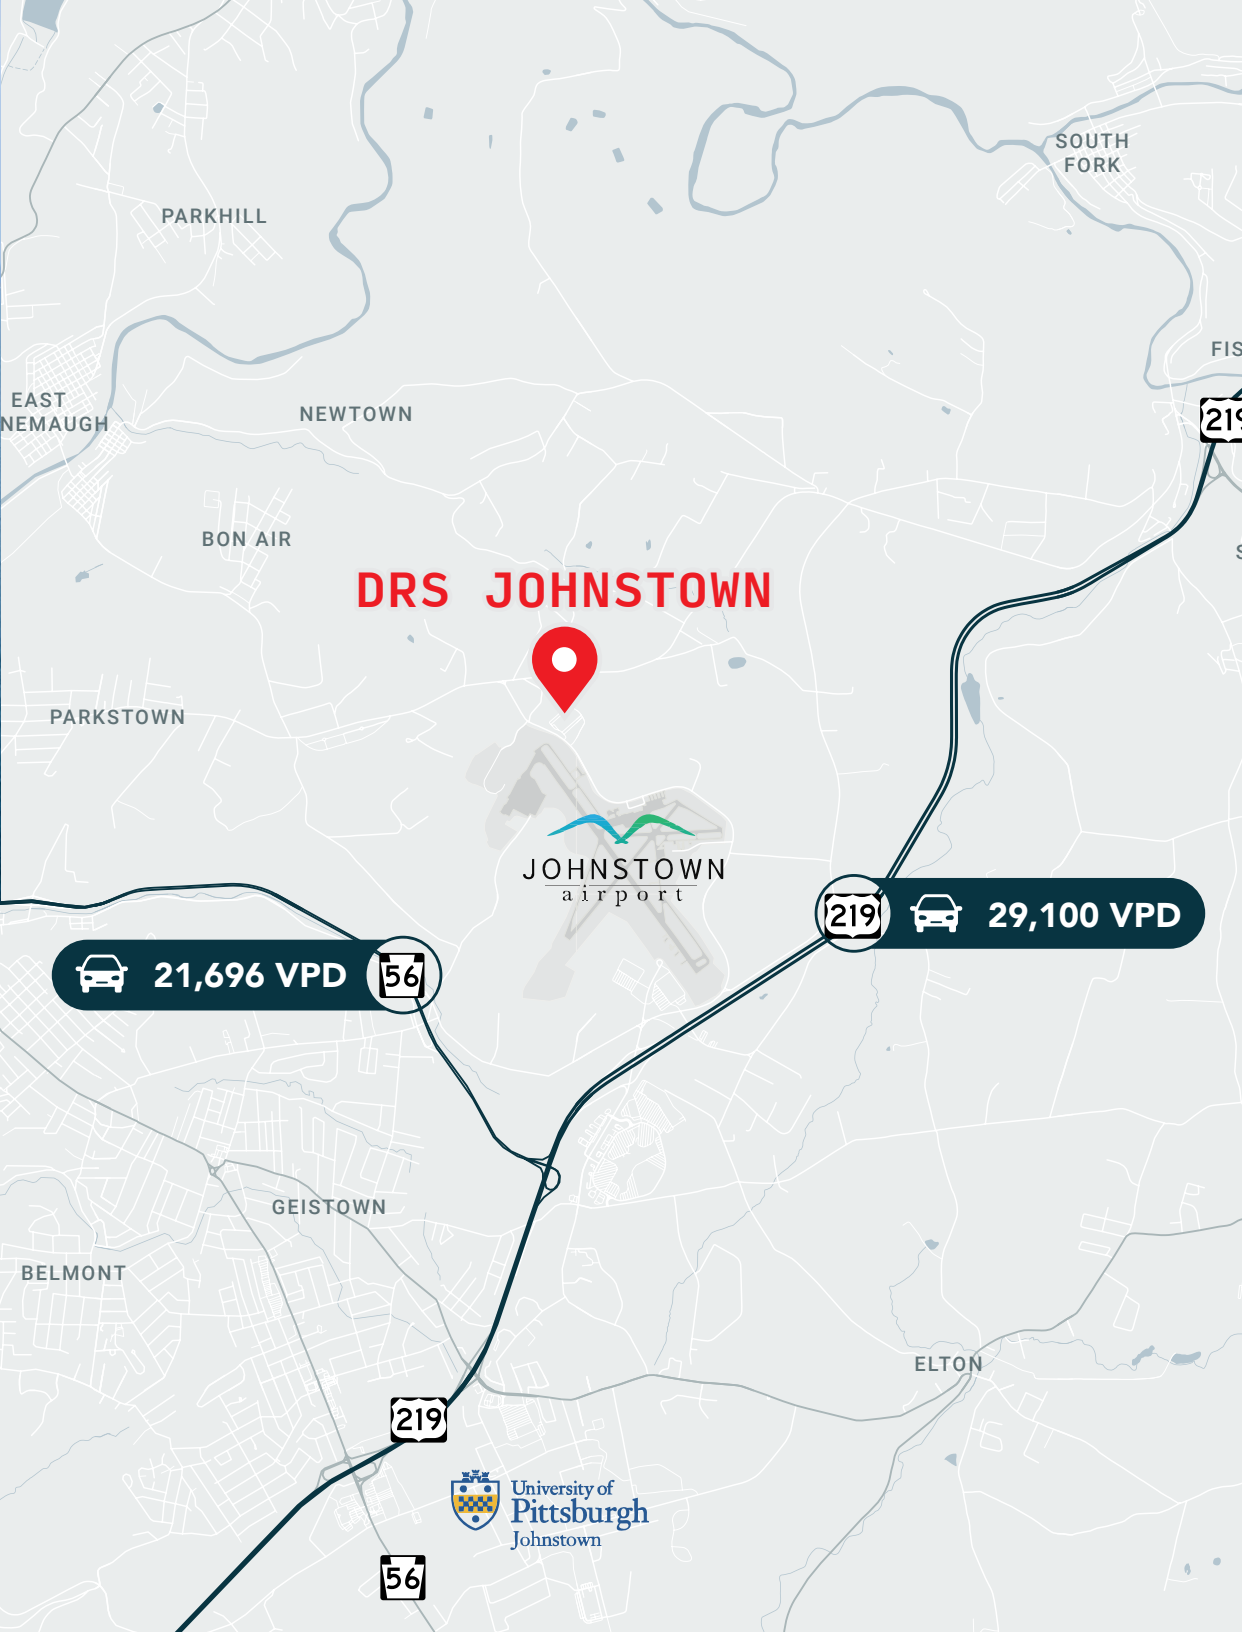 SOUTH
FORK
PARKHILL
FIS
EAST
NEMAUGH
NEWTOWN
219
BON AIR
S
DRS JOHNSTOWN
PARKSTOWN
JOHNSTOWN
airport
219
29,100 VPD
21,696 VPD
56
GEISTOWN
BELMONT
ELTON
219
University of
Pittsburgh
Johnstown
56